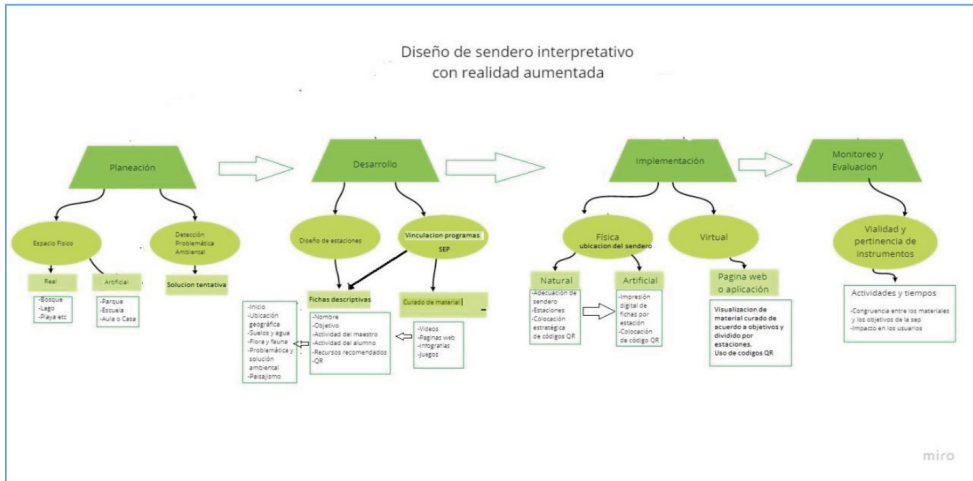 Diseño de sendero interpretativo
con realidad aumentada
Planeación
Desarrollo
Implementación
Monitoreo y
Evaluacion
Espacio Físico
Detección
Problemática
Ambiental
Diseño de estaciones
Vinculacion programas
SEP
Física
ubicacion del sendero
Virtual
Vialidad y
pertinencia de
instrumentos
Real
-Bosque
-Lago
-Playa etc
Artificial
-Parque
-Escuela
-Aula o Casa
Solucion tentativa
-Inicio
-Ubicación
geográfica
-Suelos y agua
-Flora y fauna
-Problemática y
solución
ambiental
-Paisajismo
Fichas descriptivas
-Nombre
-Objetivo
-Actividad del maestro
-Actividad del alumno
-Recursos recomendados
-QR
Curado de material
-Videos
-Paginas web
-Infografías
-Juegos
Natural
-Adecuación de
sendero
-Estaciones
-Colocación
estratégica
de códigos QR
Artificial
-Impresión
digital de
fichas por
estación
-Colocación
de código QR
Pagina web
o aplicación
Visualizacion de
material curado de
acuerdo a objetivos y
dividido por
estaciones.
Uso de codigos QR
Actividades y tiempos
-Congruencia entre los materiales
y los objetivos de la sep
-Impacto en los usuarios
miro